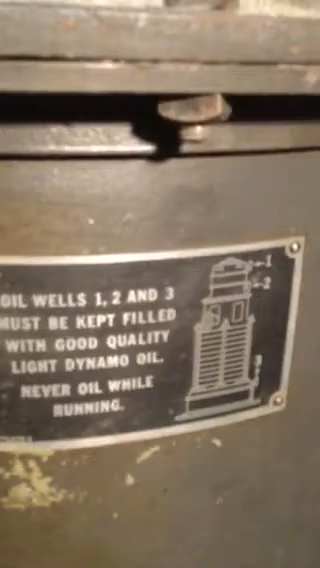 OIL WELLS 1, 2 AND 3
MUST BE KEPT FILLED
WITH GOOD QUALITY
LIGHT DYNAMO OIL.
NEVER OIL WHILE
RUNNING.
1
2
3